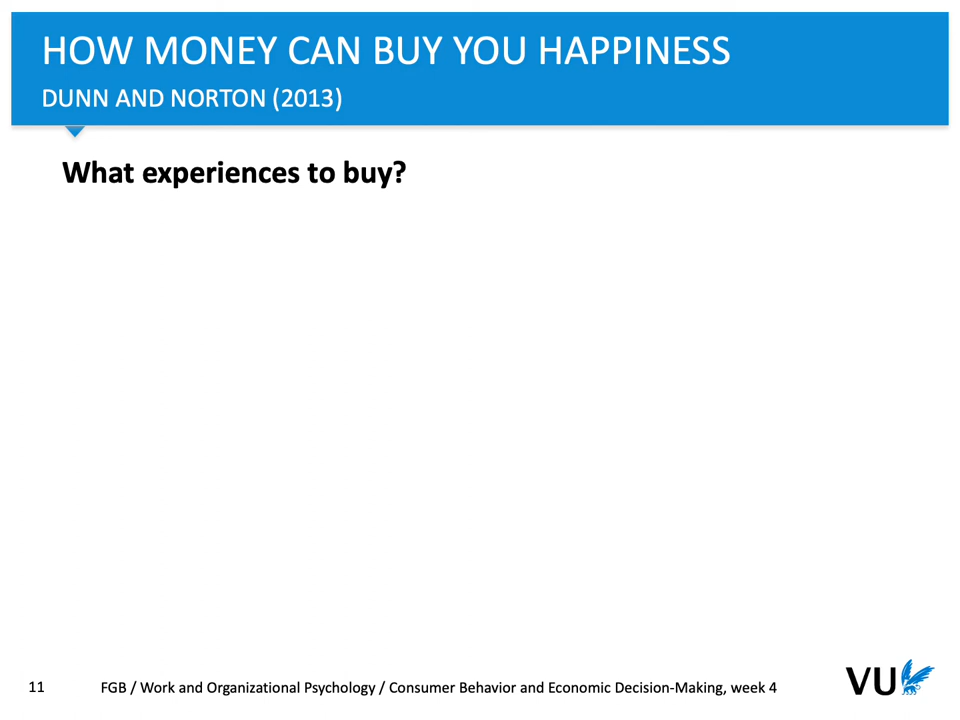 HOW MONEY CAN BUY YOU HAPPINESS
DUNN AND NORTON (2013)
What experiences to buy?
11 FGB / Work and Organizational Psychology / Consumer Behavior and Economic Decision-Making, week 4
VU